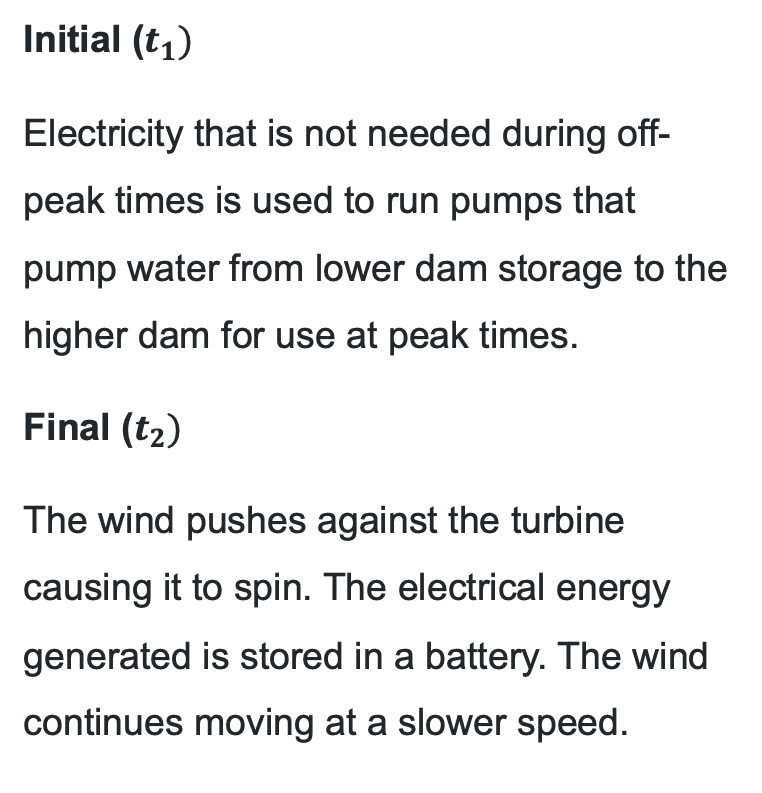 Initial (t₁)
Electricity that is not needed during off-
peak times is used to run pumps that
pump water from lower dam storage to the
higher dam for use at peak times.
Final (t₂)
The wind pushes against the turbine
causing it to spin. The electrical energy
generated is stored in a battery. The wind
continues moving at a slower speed.